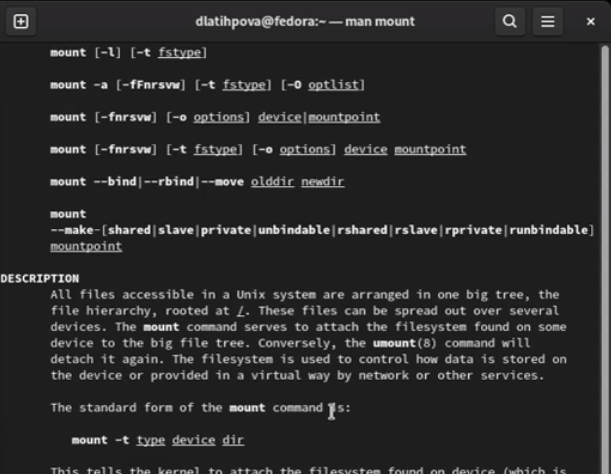 dlatihpova@fedora:~ — man mount
mount [-l] [-t fstype]
mount -a [-fFnrsvw] [-t fstype] [-O optlist]
mount [-fnrsvw] [-o options] device|mountpoint
mount [-fnrsvw] [-t fstype] [-o options] device mountpoint
mount --bind|--rbind|--move olddir newdir
mount
--make-[shared|slave|private|unbindable|rshared|rslave|rprivate|runbindable]
mountpoint
DESCRIPTION
All files accessible in a Unix system are arranged in one big tree, the
file hierarchy, rooted at /. These files can be spread out over several
devices. The mount command serves to attach the filesystem found on some
device to the big file tree. Conversely, the umount(8) command will
detach it again. The filesystem is used to control how data is stored on
the device or provided in a virtual way by network or other services.
The standard form of the mount command is:
mount -t type device dir
This tells the kernel to attach the filesystem found on device (which is